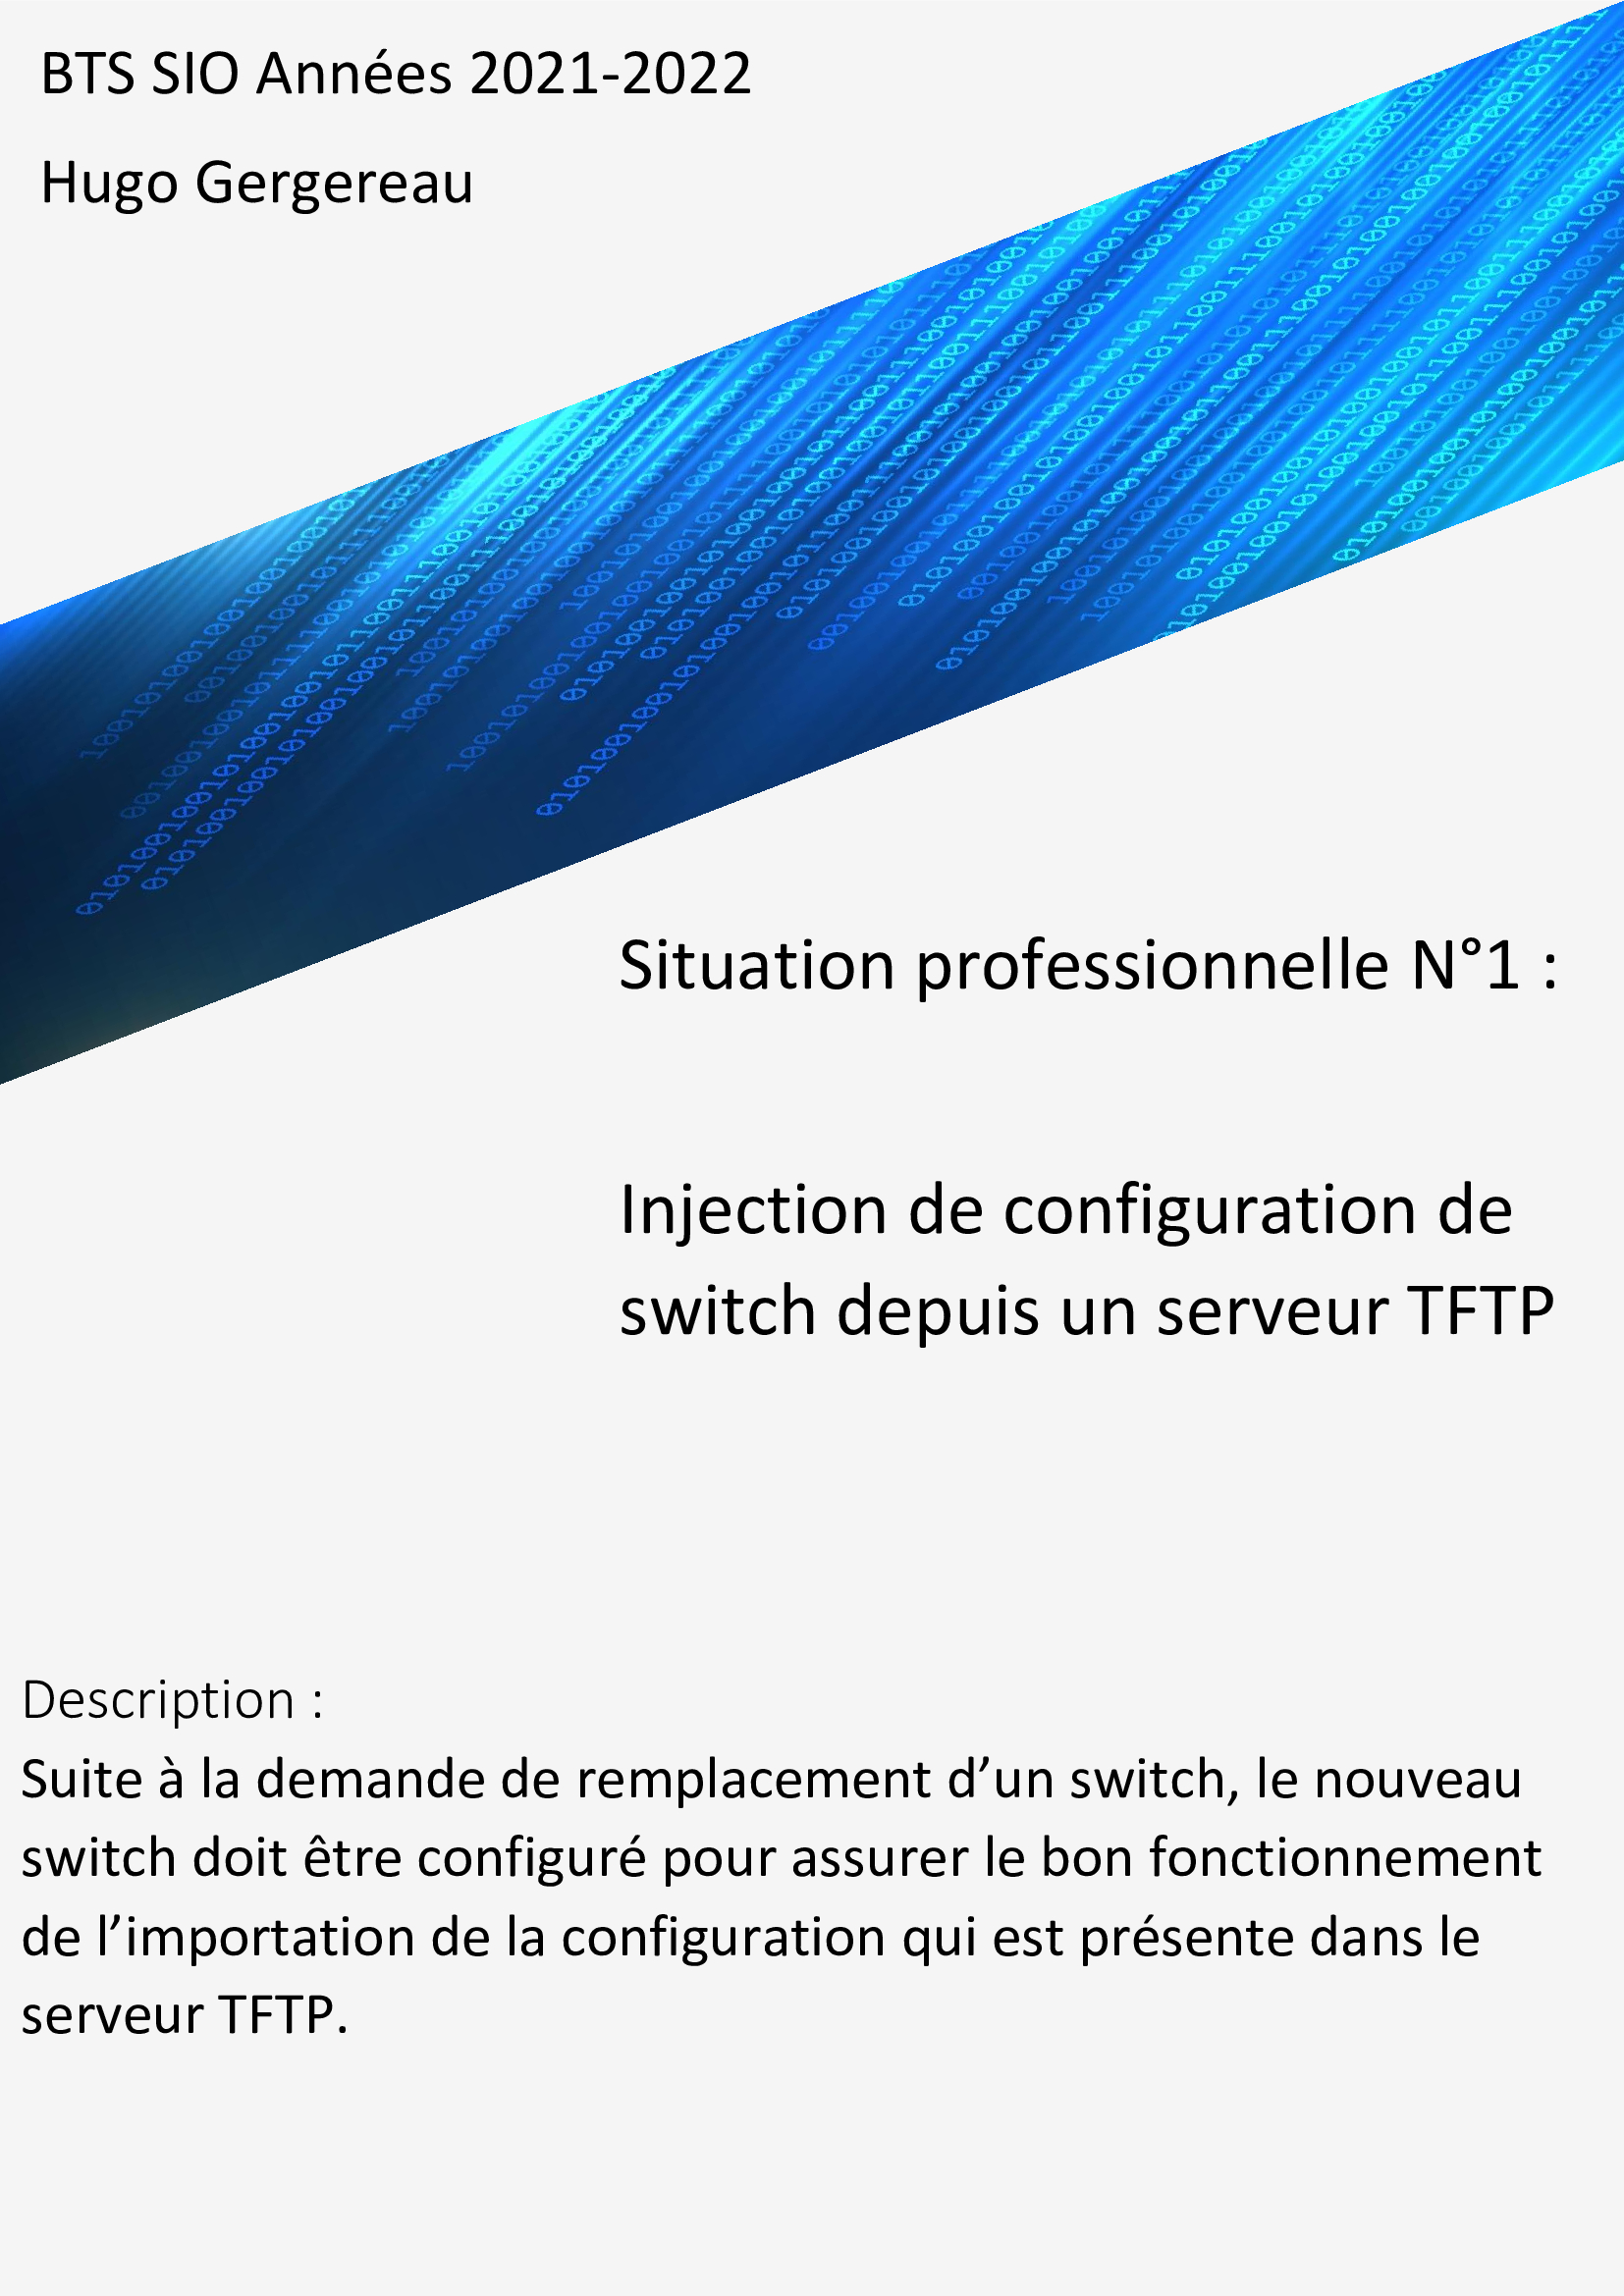 BTS SIO Années 2021-2022
Hugo Gergereau
Situation professionnelle N°1 :
Injection de configuration de
switch depuis un serveur TFTP
Description :
Suite à la demande de remplacement d’un switch, le nouveau
switch doit être configuré pour assurer le bon fonctionnement
de l’importation de la configuration qui est présente dans le
serveur TFTP.